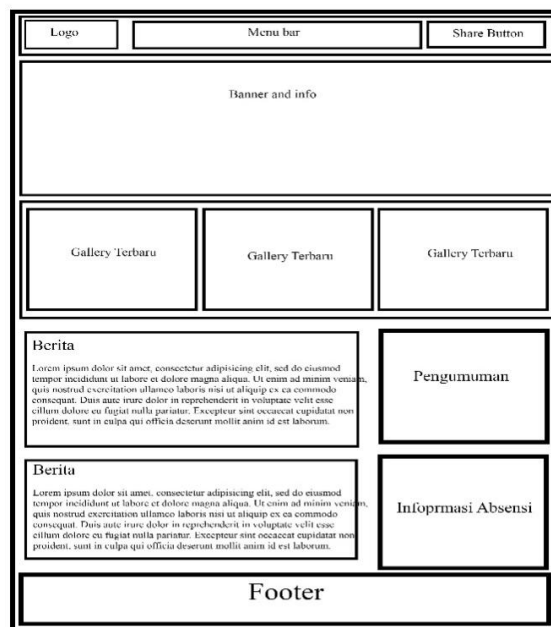 Logo
Menu bar
Share Button
Banner and info
Gallery Terbaru
Gallery Terbaru
Gallery Terbaru
Berita
Lorem ipsum dolor sit amet, consectetur adipisicing elit, sed do eiusmod
tempor incididunt ut labore et dolore magna aliqua. Ut enim ad minim veniam,
quis nostrud exercitation ullamco laboris nisi ut aliquip ex ea commodo
consequat. Duis aute irure dolor in reprehenderit in voluptate velit esse
cillum dolore eu fugiat nulla pariatur. Excepteur sint occaecat cupidatat non
proident, sunt in culpa qui officia deserunt mollit anim id est laborum.
Pengumuman
Berita
Lorem ipsum dolor sit amet, consectetur adipisicing elit, sed do eiusmod
tempor incididunt ut labore et dolore magna aliqua. Ut enim ad minim veniam,
quis nostrud exercitation ullamco laboris nisi ut aliquip ex ea commodo
consequat. Duis aute irure dolor in reprehenderit in voluptate velit esse
cillum dolore eu fugiat nulla pariatur. Excepteur sint occaecat cupidatat non
proident, sunt in culpa qui officia deserunt mollit anim id est laborum.
Infoprmasi Absensi
Footer